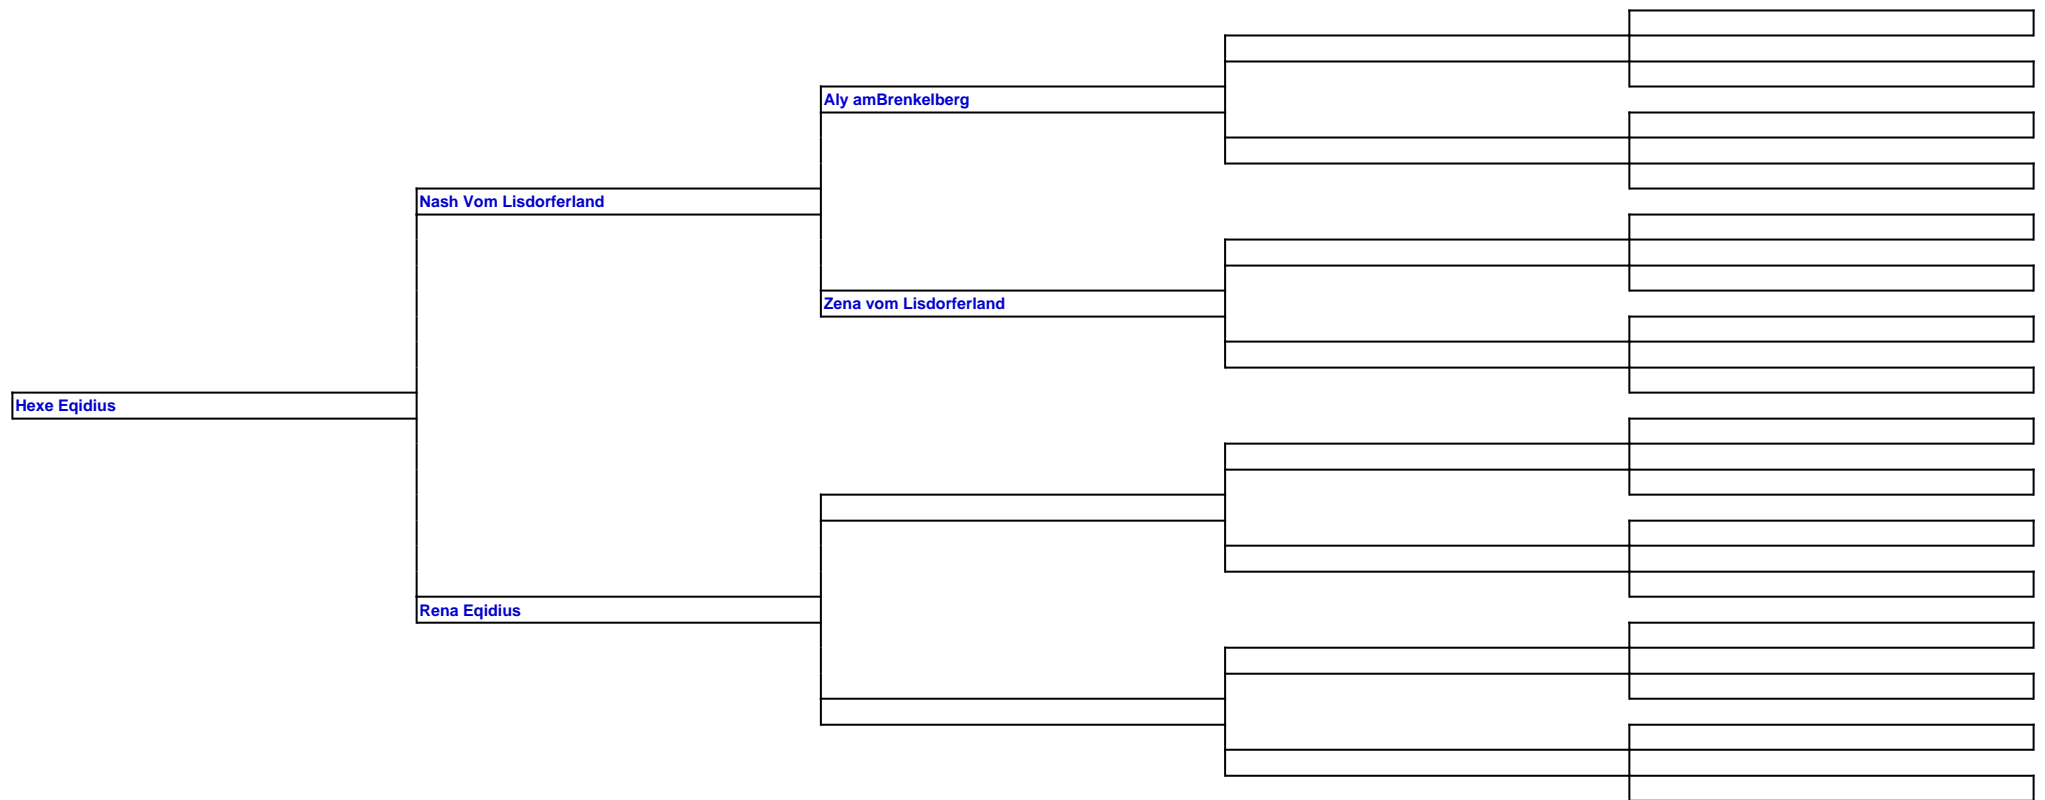 Aly amBrenkelberg
Nash Vom Lisdorferland
Zena vom Lisdorferland
Hexe Eqidius
Rena Eqidius